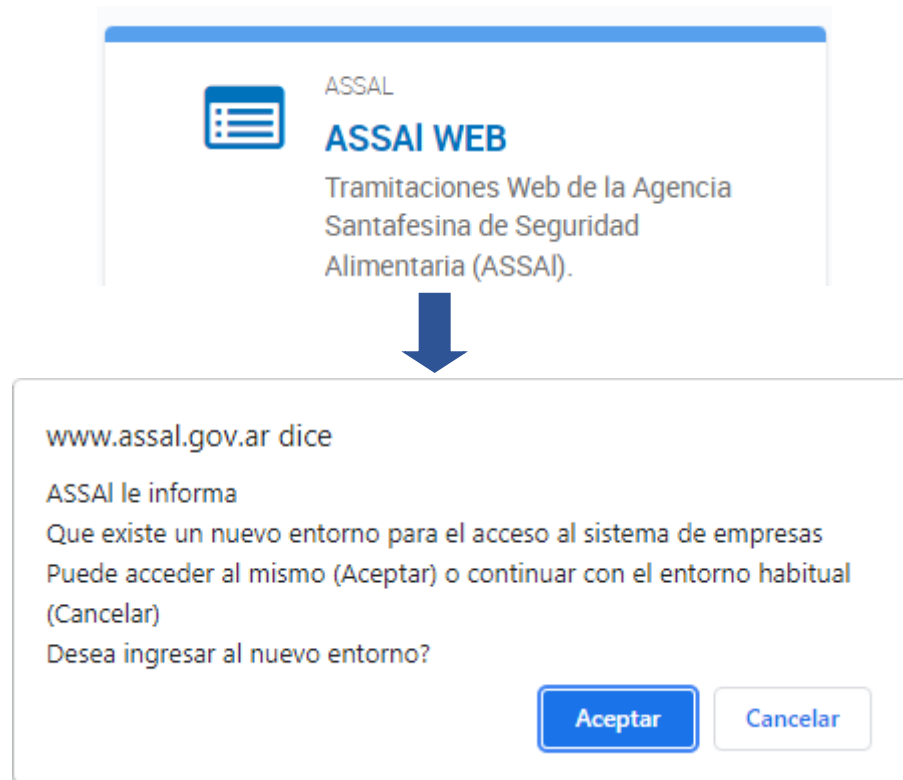 ASSAL
ASSAl WEB
Tramitaciones Web de la Agencia
Santafesina de Seguridad
Alimentaria (ASSAl).
www.assal.gov.ar dice
ASSAl le informa
Que existe un nuevo entorno para el acceso al sistema de empresas
Puede acceder al mismo (Aceptar) o continuar con el entorno habitual
(Cancelar)
Desea ingresar al nuevo entorno?
Aceptar
Cancelar